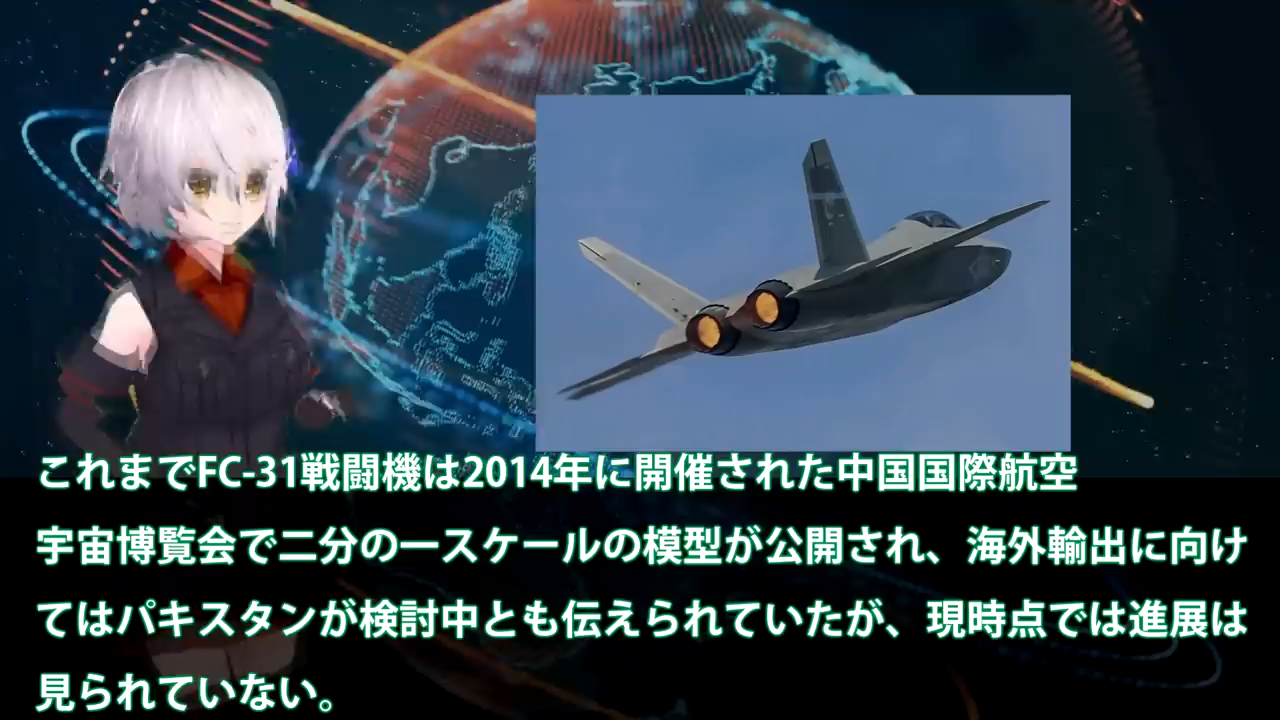 これまでFC-31戦闘機は2014年に開催された中国国際航空
宇宙博覧会で二分の一スケールの模型が公開され、海外輸出に向け
てはパキスタンが検討中とも伝えられていたが、現時点では進展は
見られていない。